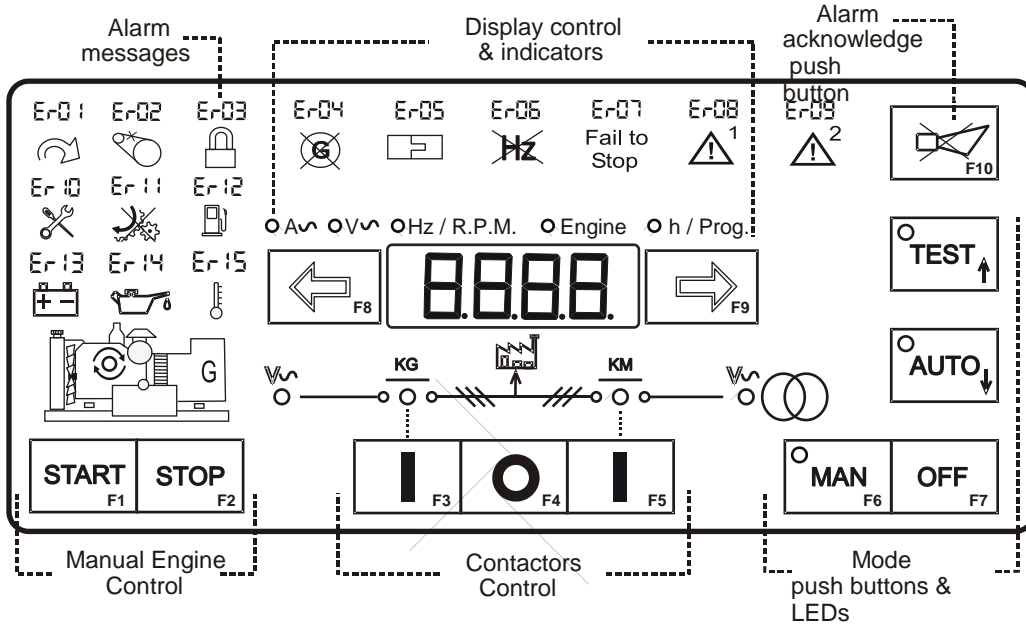 Alarm
messages
Display control
& indicators
Alarm
acknowledge
push
button
Er01 Er02 Er03 Er04 Er05 Er06 Er07 Er08 Er09
G Hz Fail to
Stop
! 1 ! 2
F10
Er10 Er11 Er12
A V Hz / R.P.M. Engine h / Prog.
TEST
Er13 Er14 Er15
+ -
F8 8.8.8.8 F9
AUTO
G
V KG KM V
START F1 STOP F2 F3 F4 F5 MAN F6 OFF F7
Manual Engine
Control
Contactors
Control
Mode
push buttons &
LEDs